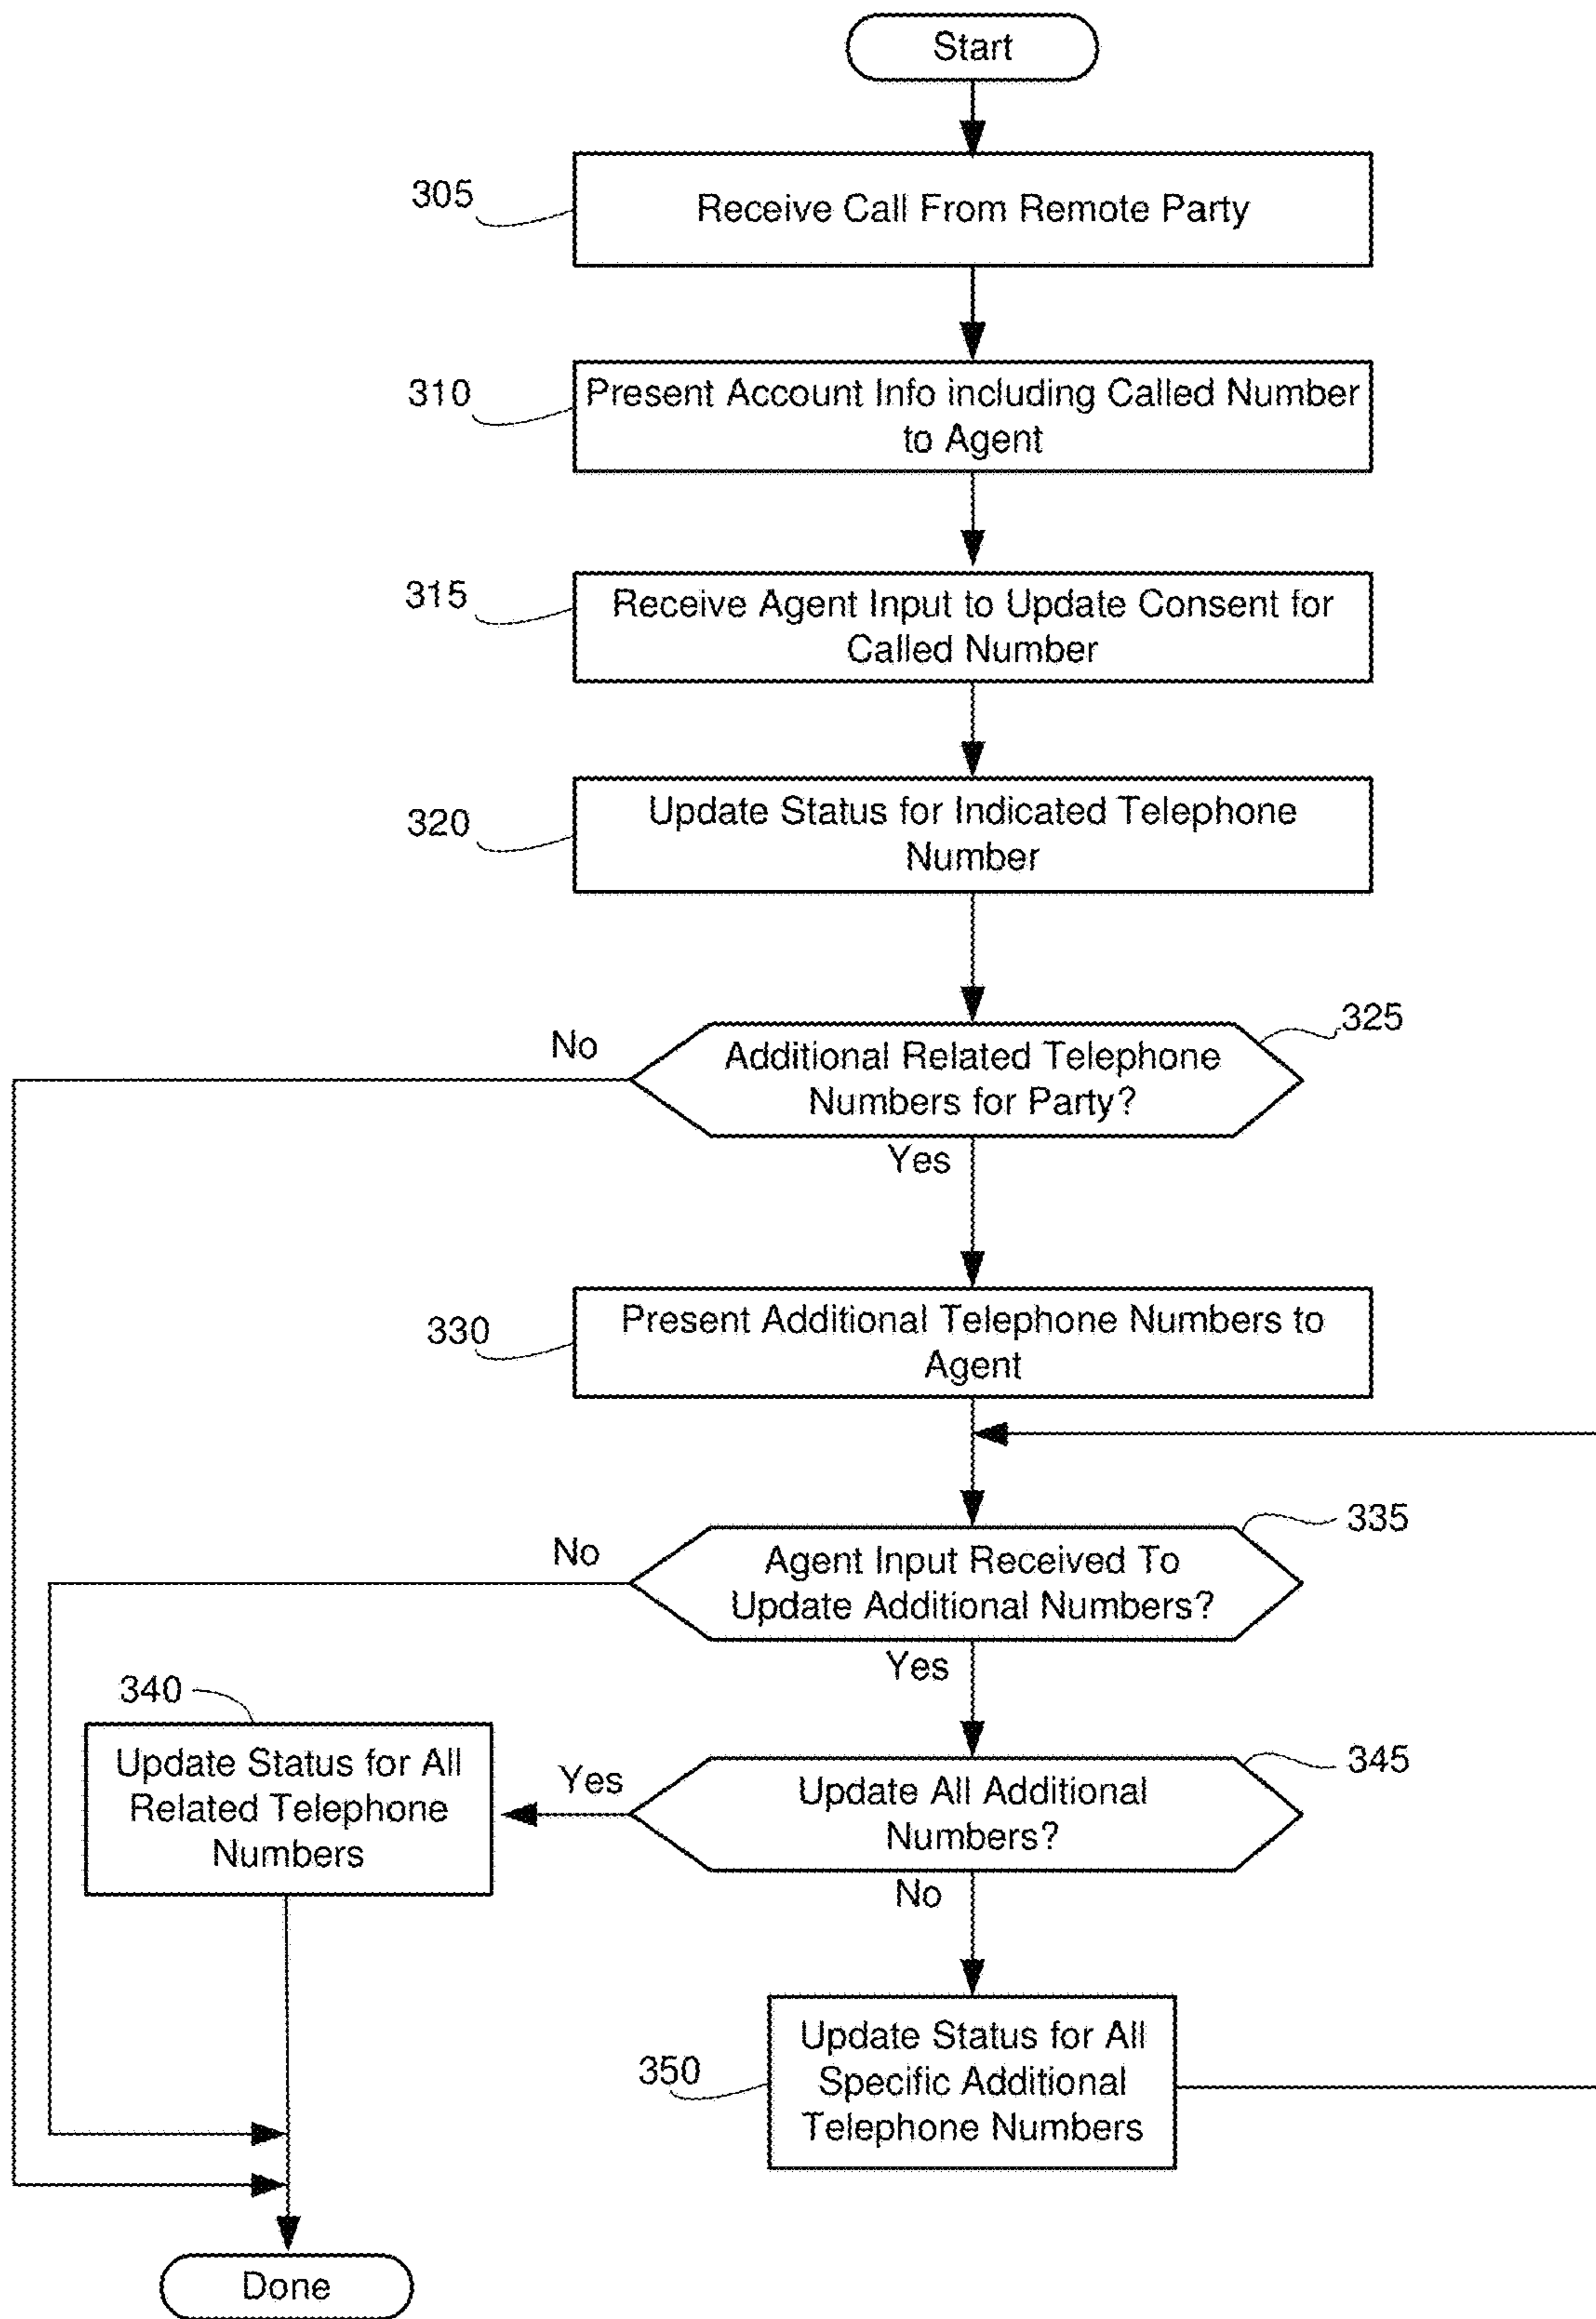 Start
305
Receive Call From Remote Party
310
Present Account Info including Called Number
to Agent
315
Receive Agent Input to Update Consent for
Called Number
320
Update Status for Indicated Telephone
Number
325
No
Additional Related Telephone
Numbers for Party?
Yes
330
Present Additional Telephone Numbers to
Agent
335
No
Agent Input Received To
Update Additional Numbers?
Yes
340
Update Status for All
Related Telephone
Numbers
345
Yes
Update All Additional
Numbers?
No
350
Update Status for All
Specific Additional
Telephone Numbers
Done